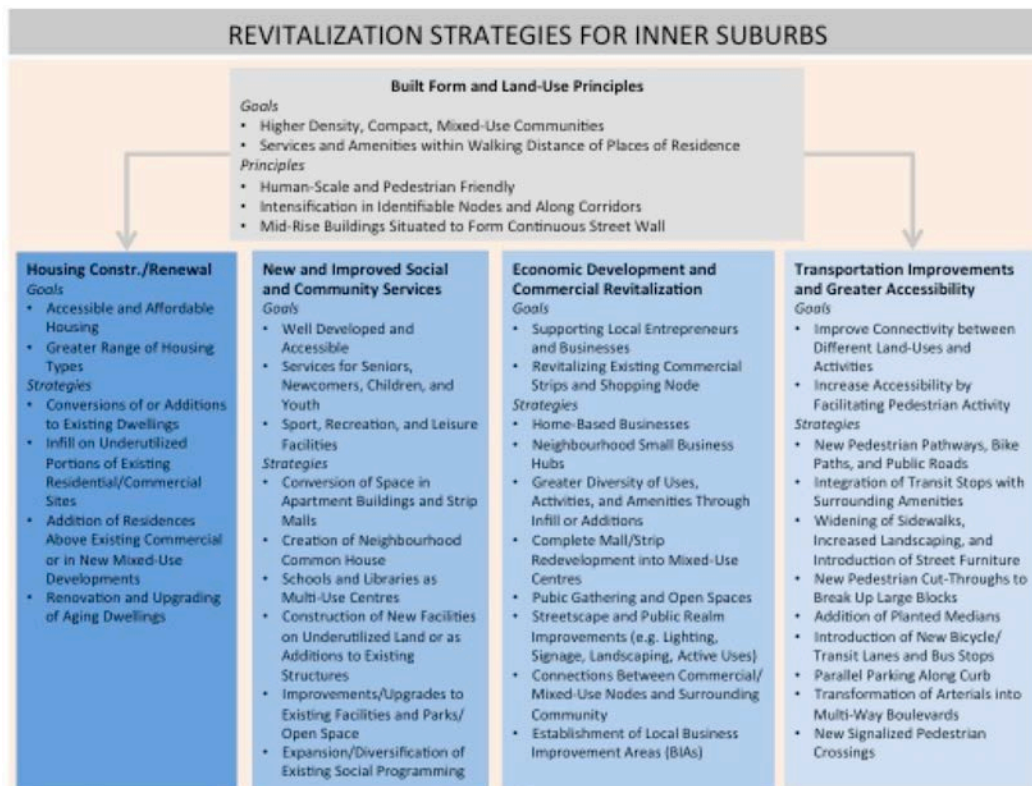 REVITALIZATION STRATEGIES FOR INNER SUBURBS
Built Form and Land-Use Principles
Goals
• Higher Density, Compact, Mixed-Use Communities
• Services and Amenities within Walking Distance of Places of Residence
Principles
• Human-Scale and Pedestrian Friendly
• Intensification in Identifiable Nodes and Along Corridors
• Mid-Rise Buildings Situated to Form Continuous Street Wall
Housing Constr./Renewal
Goals
• Accessible and Affordable
Housing
• Greater Range of Housing
Types
Strategies
• Conversions of or Additions
to Existing Dwellings
• Infill on Underutilized
Portions of Existing
Residential/Commercial
Sites
• Addition of Residences
Above Existing Commercial
or in New Mixed-Use
Developments
• Renovation and Upgrading
of Aging Dwellings
New and Improved Social
and Community Services
Goals
• Well Developed and
Accessible
• Services for Seniors,
Newcomers, Children, and
Youth
• Sport, Recreation, and Leisure
Facilities
Strategies
• Conversion of Space in
Apartment Buildings and Strip
Malls
• Creation of Neighbourhood
Common House
• Schools and Libraries as
Multi-Use Centres
• Construction of New Facilities
on Underutilized Land or as
Additions to Existing
Structures
• Improvements/Upgrades to
Existing Facilities and Parks/
Open Space
• Expansion/Diversification of
Existing Social Programming
Economic Development and
Commercial Revitalization
Goals
• Supporting Local Entrepreneurs
and Businesses
• Revitalizing Existing Commercial
Strips and Shopping Node
Strategies
• Home-Based Businesses
• Neighbourhood Small Business
Hubs
• Greater Diversity of Uses,
Activities, and Amenities Through
Infill or Additions
• Complete Mall/Strip
Redevelopment into Mixed-Use
Centres
• Pubic Gathering and Open Spaces
• Streetscape and Public Realm
Improvements (e.g. Lighting,
Signage, Landscaping, Active Uses)
• Connections Between Commercial/
Mixed-Use Nodes and Surrounding
Community
• Establishment of Local Business
Improvement Areas (BIAs)
Transportation Improvements
and Greater Accessibility
Goals
• Improve Connectivity between
Different Land-Uses and
Activities
• Increase Accessibility by
Facilitating Pedestrian Activity
Strategies
• New Pedestrian Pathways, Bike
Paths, and Public Roads
• Integration of Transit Stops with
Surrounding Amenities
• Widening of Sidewalks,
Increased Landscaping, and
Introduction of Street Furniture
• New Pedestrian Cut-Throughs to
Break Up Large Blocks
• Addition of Planted Medians
• Introduction of New Bicycle/
Transit Lanes and Bus Stops
• Parallel Parking Along Curb
• Transformation of Arterials into
Multi-Way Boulevards
• New Signalized Pedestrian
Crossings